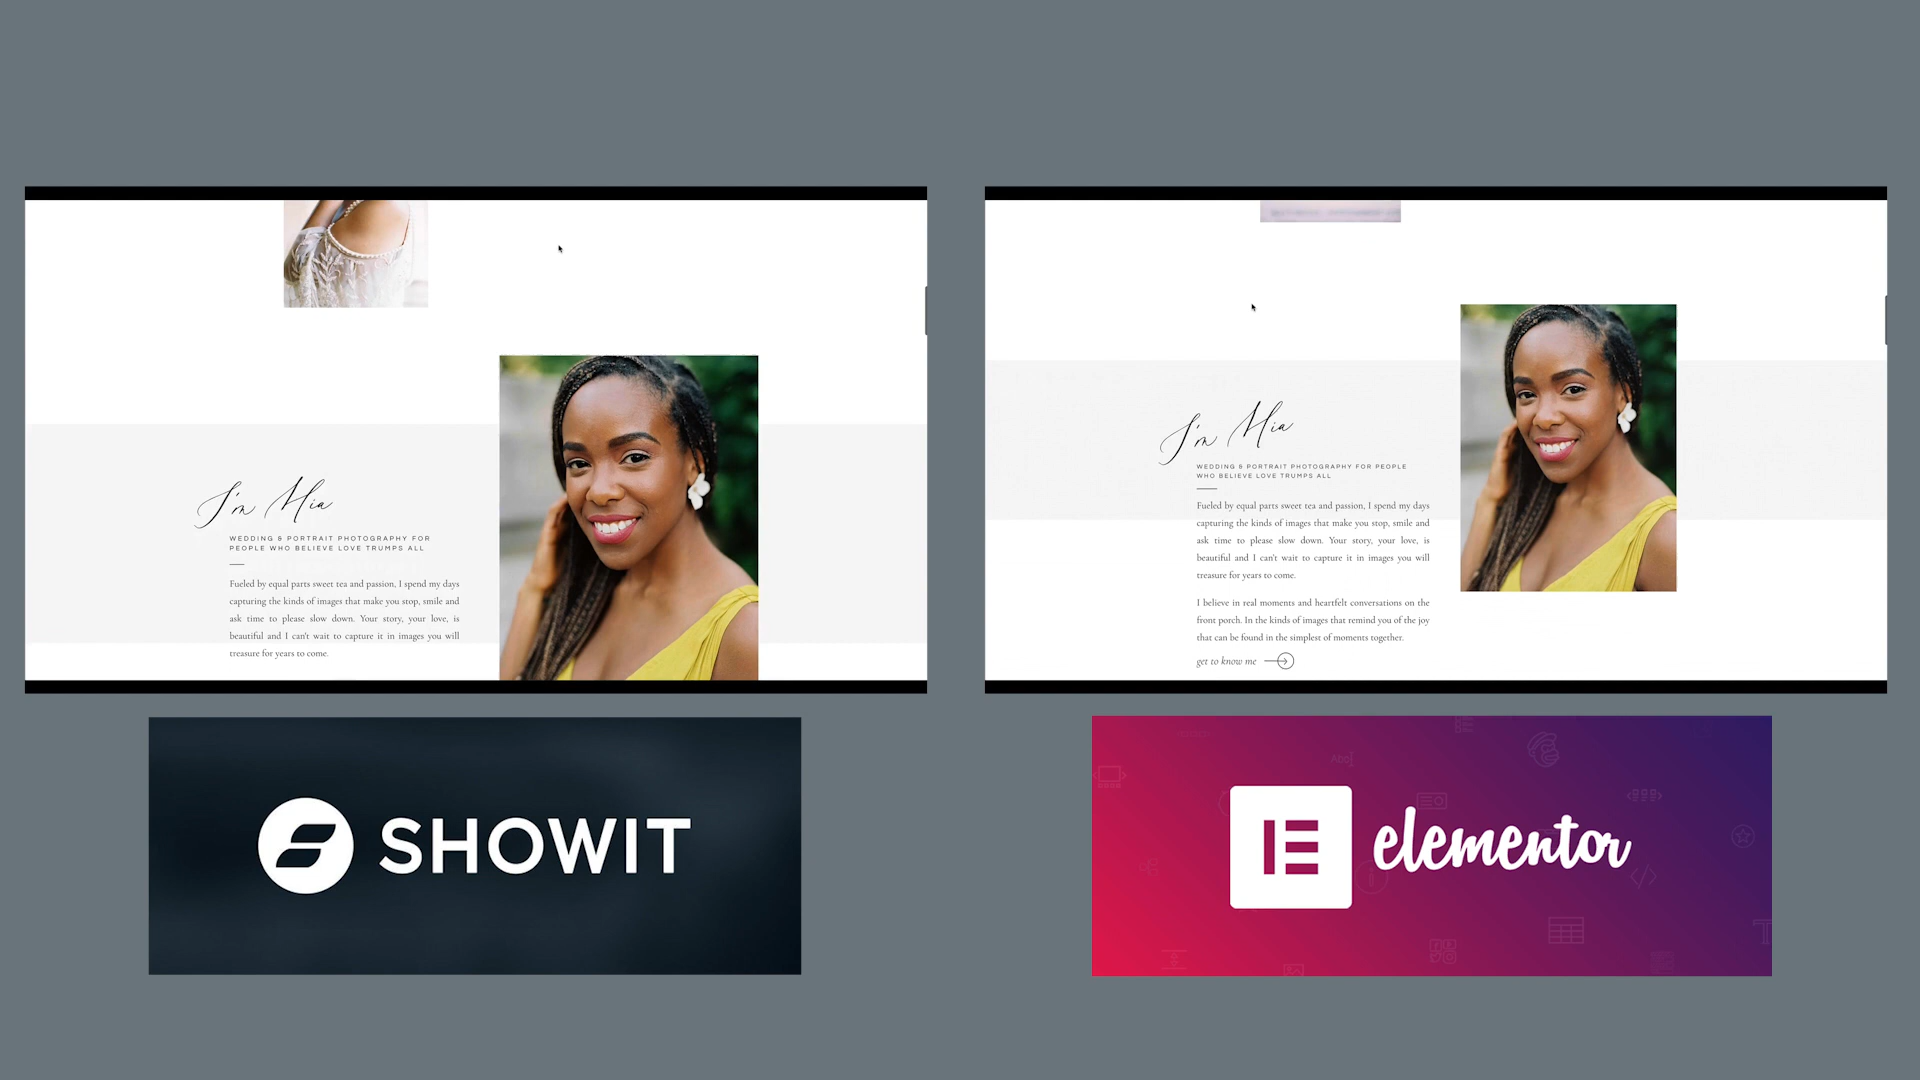 I'm Mia
WEDDING & PORTRAIT PHOTOGRAPHY FOR
PEOPLE WHO BELIEVE LOVE TRUMPS ALL
Fueled by equal parts sweet tea and passion, I spend my days
capturing the kinds of images that make you stop, smile and
ask time to please slow down. Your story, your love, is
beautiful and I can't wait to capture it in images you will
treasure for years to come.
I'm Mia
WEDDING & PORTRAIT PHOTOGRAPHY FOR PEOPLE
WHO BELIEVE LOVE TRUMPS ALL
Fueled by equal parts sweet tea and passion, I spend my days
capturing the kinds of images that make you stop, smile and
ask time to please slow down. Your story, your love, is
beautiful and I can't wait to capture it in images you will
treasure for years to come.
I believe in real moments and heartfelt conversations on the
front porch. In the kinds of images that remind you of the joy
that can be found in the simplest of moments together.
get to know me
SHOWIT
elementor